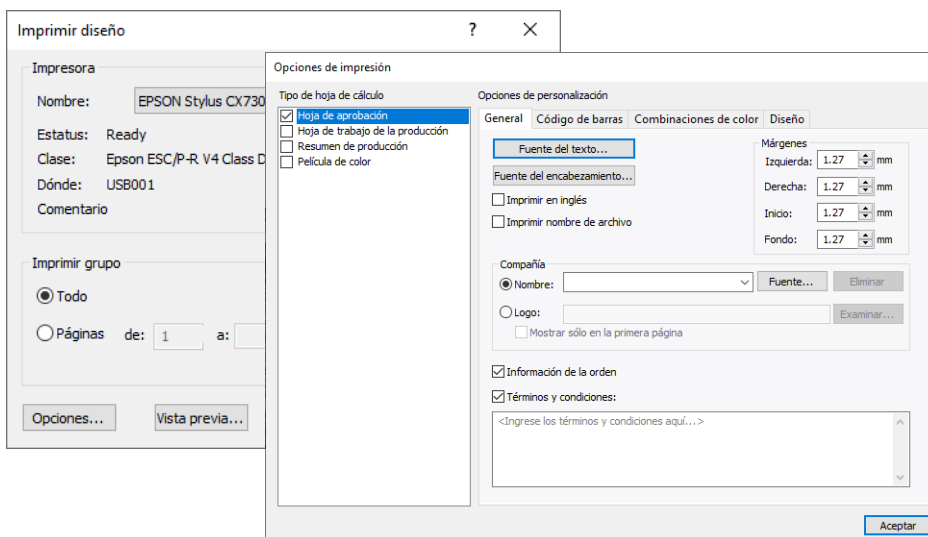 Imprimir diseño
Impresora
Nombre: EPSON Stylus CX730
Estatus: Ready
Clase: Epson ESC/P-R V4 Class D
Dónde: USB001
Comentario
Imprimir grupo
Todo
Páginas de: 1 a:
Opciones... Vista previa...
Opciones de impresión
Tipo de hoja de cálculo
Hoja de aprobación
Hoja de trabajo de la producción
Resumen de producción
Película de color
Opciones de personalización
General Código de barras Combinaciones de color Diseño
Fuente del texto...
Fuente del encabezamiento...
Imprimir en inglés
Imprimir nombre de archivo
Márgenes
Izquierda: 1.27 mm
Derecha: 1.27 mm
Inicio: 1.27 mm
Fondo: 1.27 mm
Compañía
Nombre: Fuente... Eliminar
Logo: Examinar...
Mostrar sólo en la primera página
Información de la orden
Términos y condiciones:
<Ingrese los términos y condiciones aquí...>
Aceptar